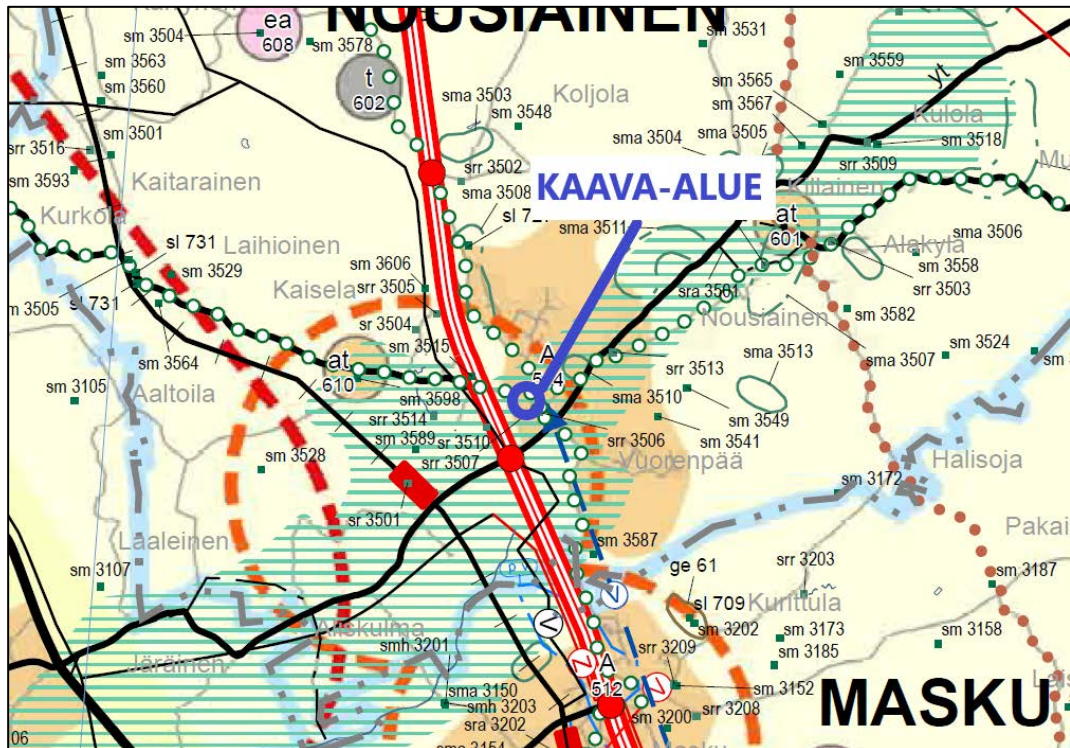 NOUSIAINEN
ea
608
sm 3504
sm 3578
sm 3531
sm 3563
sm 3560
t
602
sma 3503
Koljola
sm 3548
sm 3565
sm 3567
sm 3559
yt
Kulola
sm 3501
srr 3516
sm 3593
srr 3502
sma 3504
sma 3505
sm 3518
srr 3509
Kaitarainen
sma 3508
KAAVA-ALUE
Kurkola
Laihioinen
sl 731
sma 3511
at
601
Alakylä
sma 3506
sm 3529
sm 3606
sm 3558
sm 3505
sl 731
Kaisela
srr 3505
sra 3501
srr 3503
sr 3504
Nousiainen
sm 3582
sm 3564
sm 3515
A
srr 3513
sma 3513
sma 3507
sm 3524
at
610
sm 3105
Aaltoila
sm 3598
sma 3510
sm 3549
srr 3514
sm 3589
sr 3510
srr 3506
sm 3541
sm 3528
srr 3507
Vuorenpää
Halisoja
sm 3172
sr 3501
Laaleinen
sm 3587
Pakai
sm 3107
ge 61
srr 3203
sm 3187
V
sl 709
Kurittula
sm 3202
sm 3173
sm 3158
Järäinen
Aliskulma
smh 3201
srr 3209
sm 3185
Z
A
512
sma 3150
sm 3152
smh 3203
sra 3202
sm 3200
srr 3208
MASKU
sma 3154
Masku
06